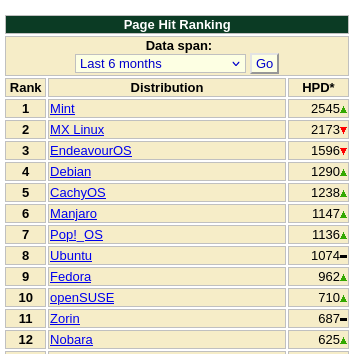 Page Hit Ranking
Data span:
Last 6 months Go
Rank Distribution HPD*
1 Mint 2545
2 MX Linux 2173
3 EndeavourOS 1596
4 Debian 1290
5 CachyOS 1238
6 Manjaro 1147
7 Pop!_OS 1136
8 Ubuntu 1074
9 Fedora 962
10 openSUSE 710
11 Zorin 687
12 Nobara 625